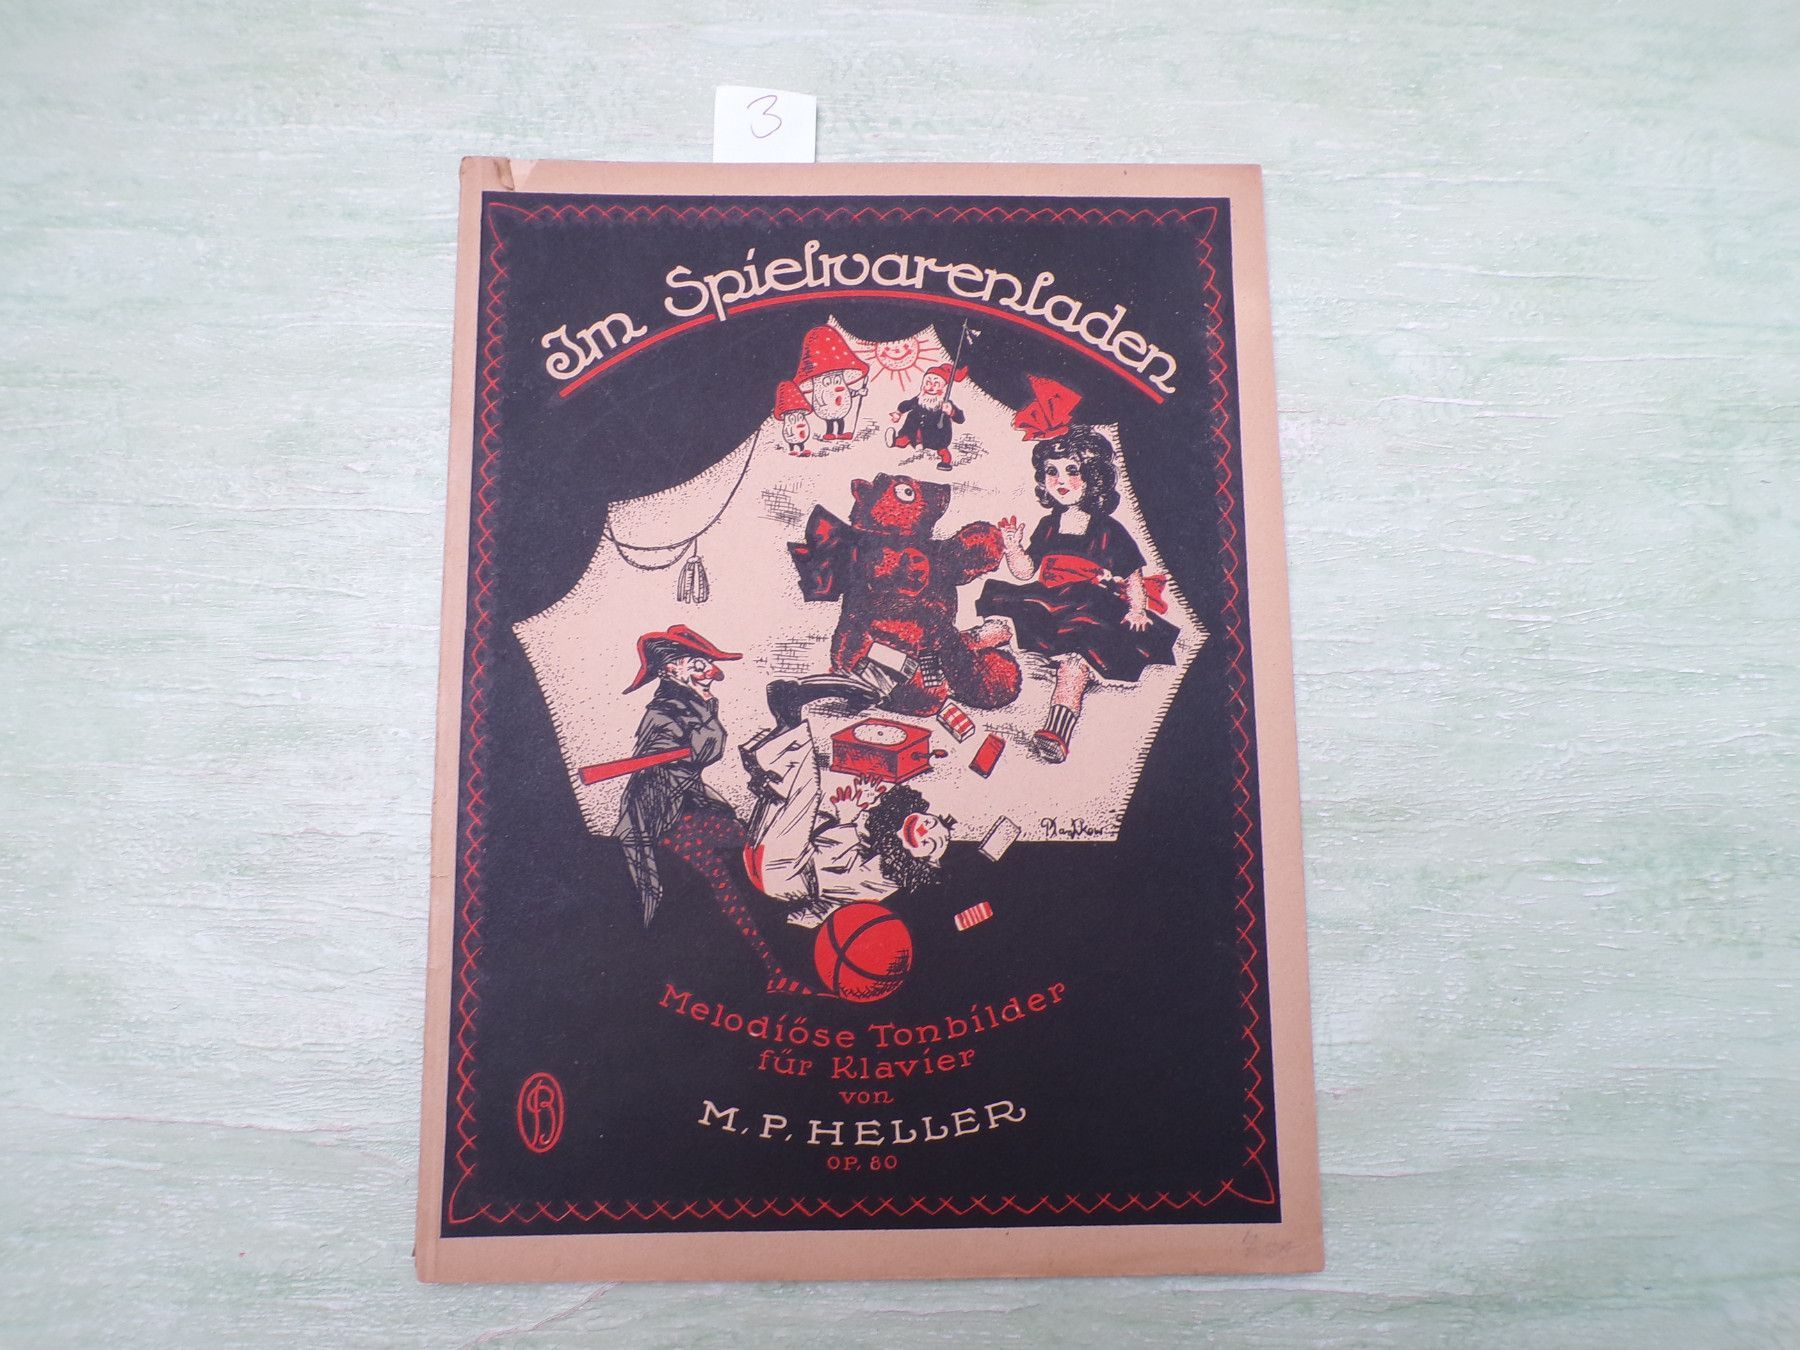 3
Im Spielwarenladen
Melodiöse Tonbilder
für Klavier
von
M. P. HELLER
OP. 80